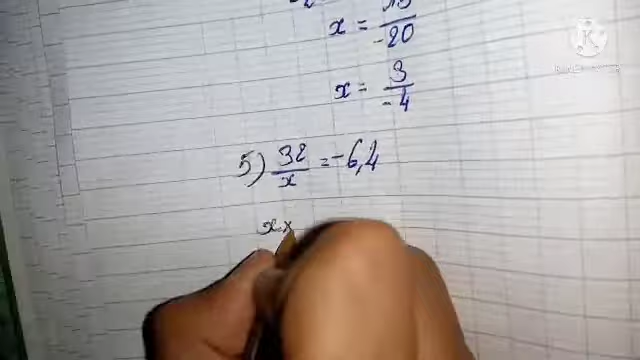 x = 15/-20
x = 3/-4
5) 32/x = -6,4
x×